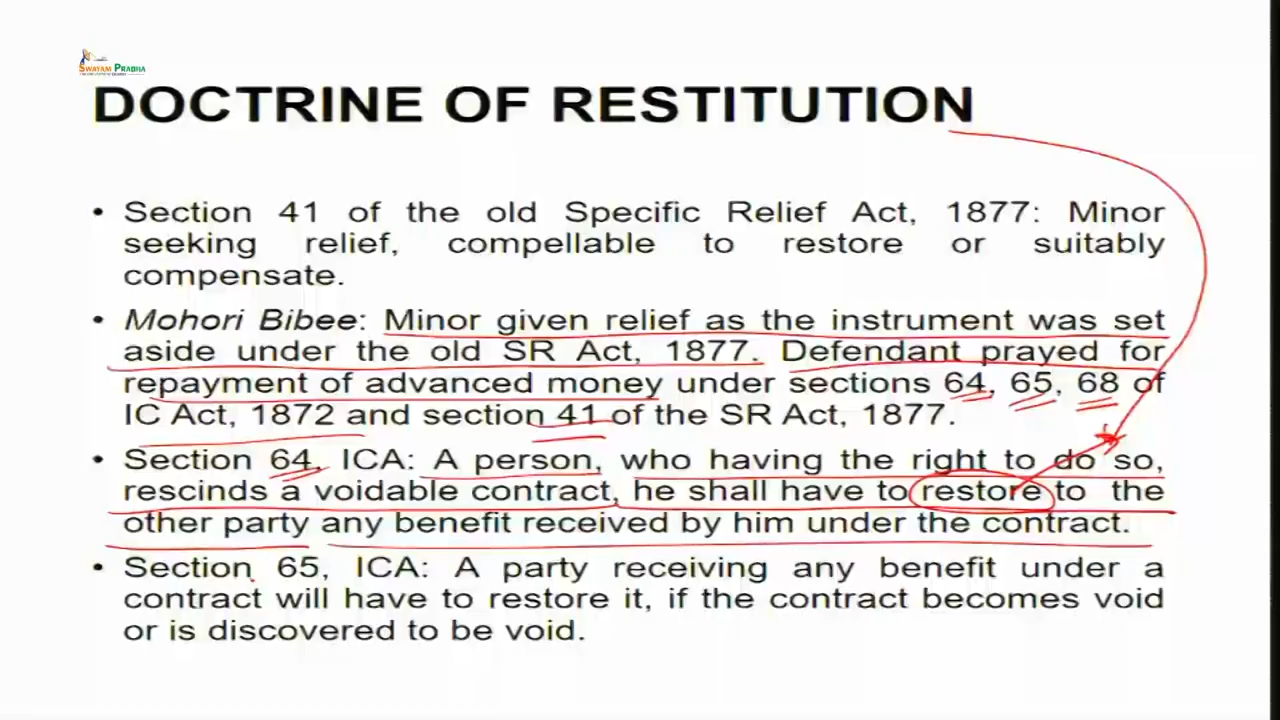 SWAYAM PRABHA
DOCTRINE OF RESTITUTION
• Section 41 of the old Specific Relief Act, 1877: Minor
seeking relief, compellable to restore or suitably
compensate.
• Mohori Bibee: Minor given relief as the instrument was set
aside under the old SR Act, 1877. Defendant prayed for
repayment of advanced money under sections 64, 65, 68 of
IC Act, 1872 and section 41 of the SR Act, 1877.
• Section 64, ICA: A person, who having the right to do so,
rescinds a voidable contract, he shall have to restore to the
other party any benefit received by him under the contract.
• Section 65, ICA: A party receiving any benefit under a
contract will have to restore it, if the contract becomes void
or is discovered to be void.